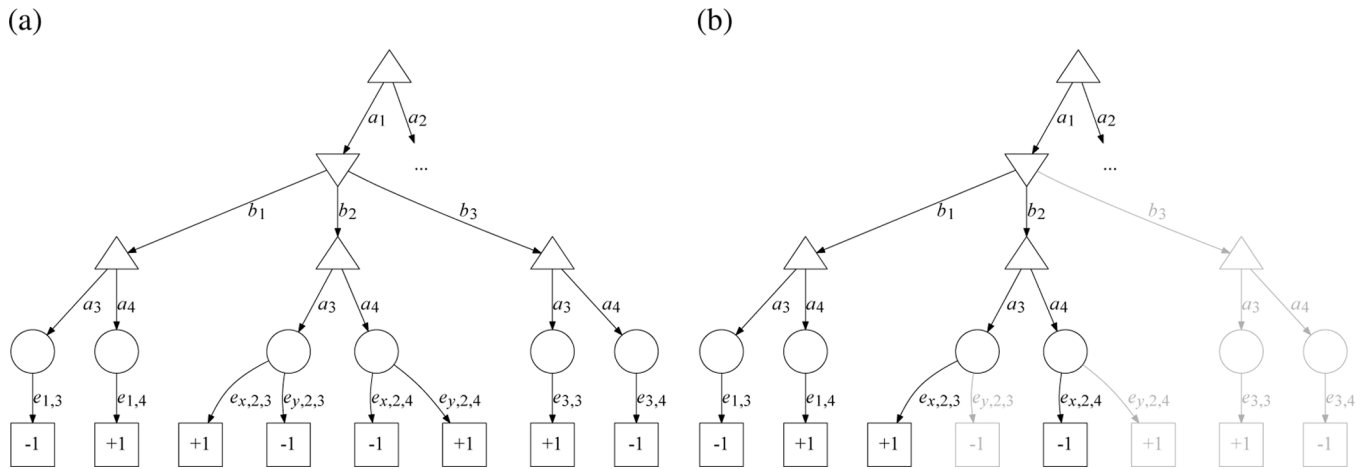 (a) (b)
a1 a2 a1 a2
... ...
b1 b2 b3 b1 b2 b3
a3 a4 a3 a4 a3 a4 a3 a4 a3 a4 a3 a4
e1,3 e1,4 ex,2,3 ey,2,3 ex,2,4 ey,2,4 e3,3 e3,4 e1,3 e1,4 ex,2,3 ey,2,3 ex,2,4 ey,2,4 e3,3 e3,4
-1 +1 +1 -1 -1 +1 +1 -1 -1 +1 +1 -1 -1 +1 +1 -1